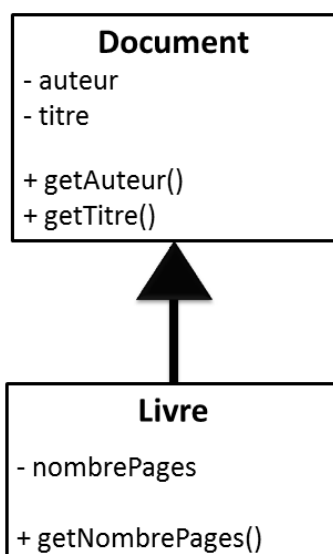 Document
- auteur
- titre
+ getAuteur()
+ getTitre()
Livre
- nombrePages
+ getNombrePages()